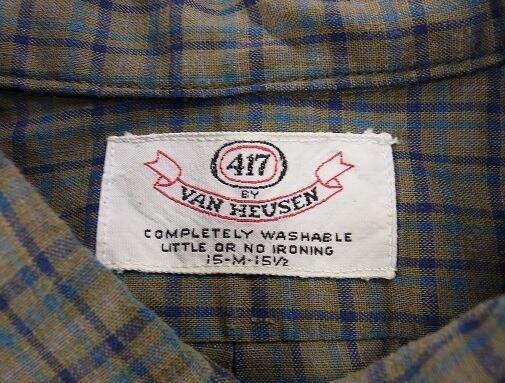 417
BY
VAN HEUSEN
COMPLETELY WASHABLE
LITTLE OR NO IRONING
15-M-15½